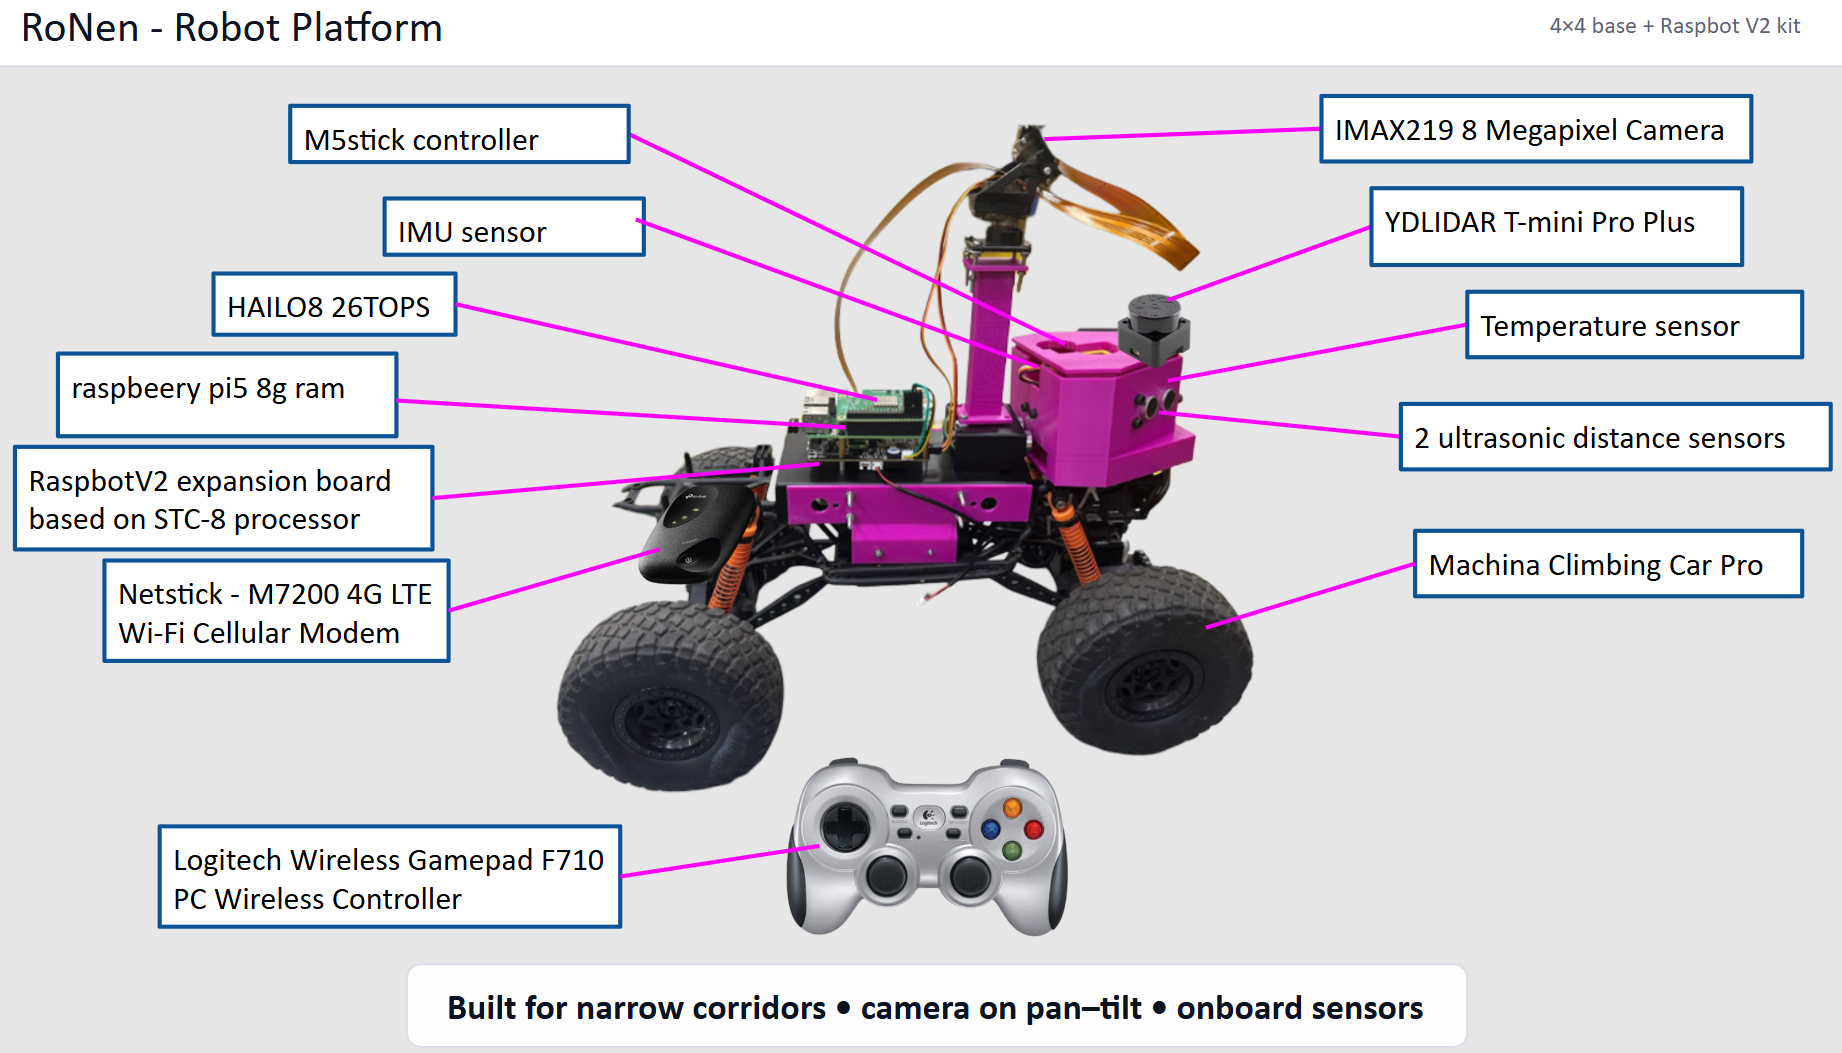 RoNen - Robot Platform
4×4 base + Raspbot V2 kit
M5stick controller
IMU sensor
HAILO8 26TOPS
raspbeery pi5 8g ram
RaspbotV2 expansion board
based on STC-8 processor
Netstick - M7200 4G LTE
Wi-Fi Cellular Modem
IMAX219 8 Megapixel Camera
YDLIDAR T-mini Pro Plus
Temperature sensor
2 ultrasonic distance sensors
Machina Climbing Car Pro
Logitech Wireless Gamepad F710
PC Wireless Controller
Logitech
Built for narrow corridors • camera on pan–tilt • onboard sensors